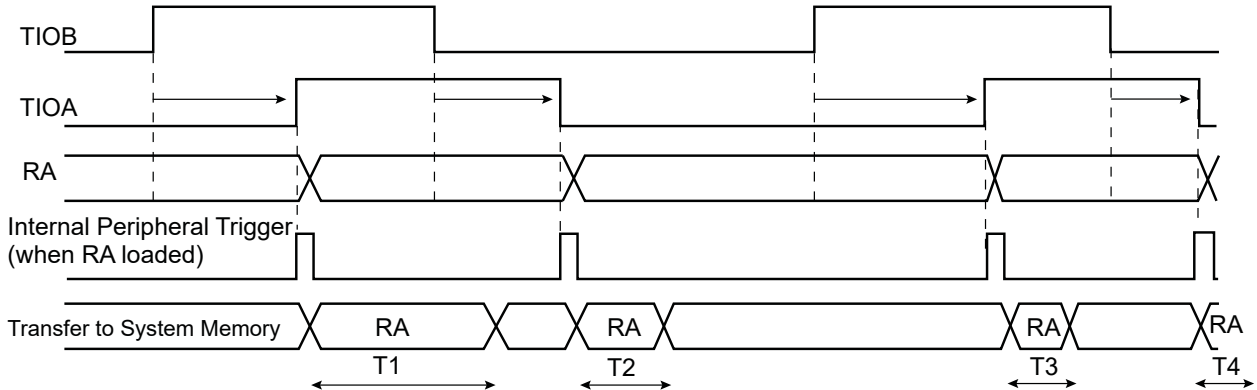 TIOB
TIOA
RA
Internal Peripheral Trigger
(when RA loaded)
Transfer to System Memory
RA
RA
RA
RA
T1
T2
T3
T4